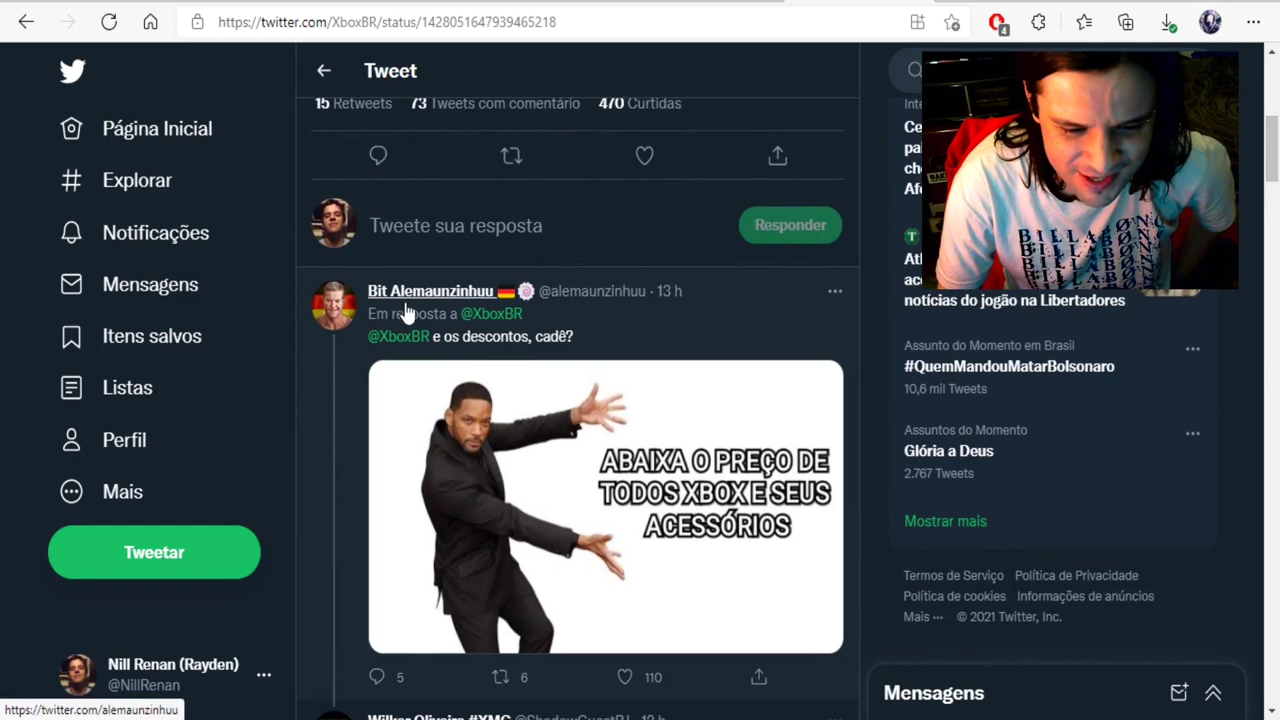 https://twitter.com/XboxBR/status/1428051647939465218
4
Tweet
Página Inicial
Explorar
Notificações
Mensagens
Itens salvos
Listas
Perfil
Mais
Tweetar
Nill Renan (Rayden)
@NillRenan
https://twitter.com/alemaunzinhuu
15 Retweets 73 Tweets com comentário 470 Curtidas
Tweete sua resposta
Responder
Bit Alemaunzinhuu @alemaunzinhuu · 13 h
Em resposta a @XboxBR
@XboxBR e os descontos, cadê?
ABAIXA O PREÇO DE
TODOS XBOX E SEUS
ACESSÓRIOS
5 6 110
Wilker Oliveira #XMG
notícias do jogo na Libertadores
Assunto do Momento em Brasil
#QuemMandouMatarBolsonaro
10,6 mil Tweets
Assuntos do Momento
Glória a Deus
2.767 Tweets
Mostrar mais
Termos de Serviço Política de Privacidade
Política de cookies Informações de anúncios
Mais ··· © 2021 Twitter, Inc.
Mensagens